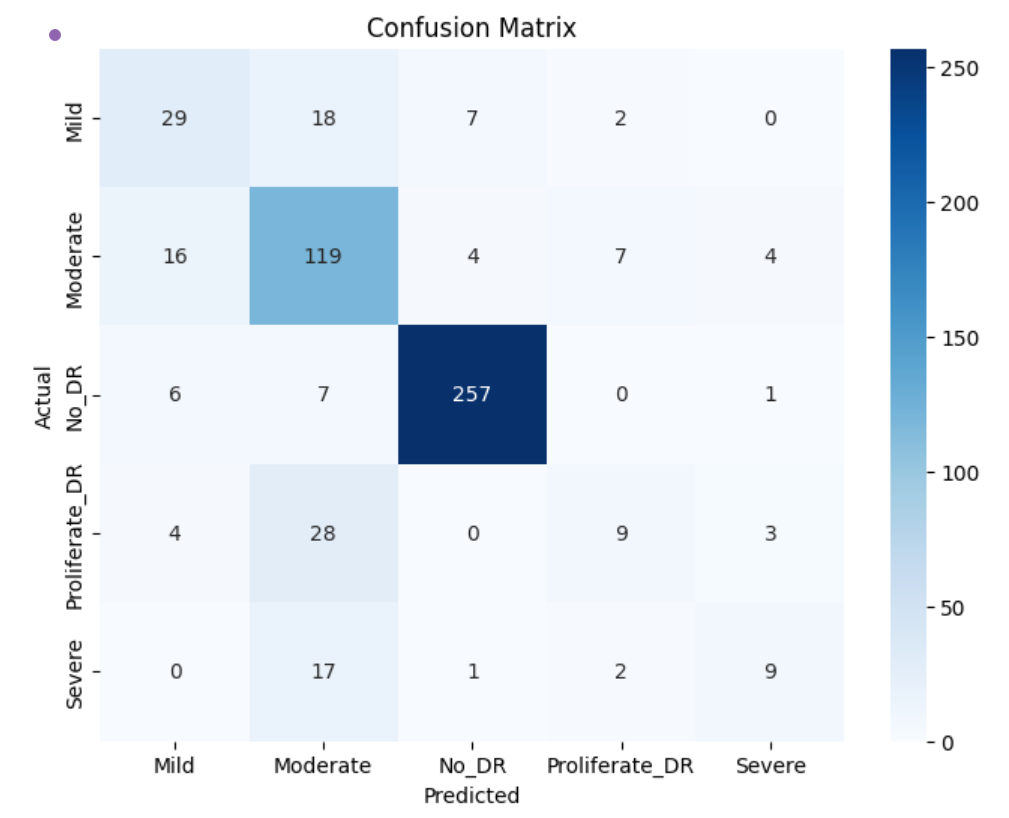 Confusion Matrix
Actual
Mild 29 18 7 2 0
Moderate 16 119 4 7 4
No_DR 6 7 257 0 1
Proliferate_DR 4 28 0 9 3
Severe 0 17 1 2 9
Mild Moderate No_DR Proliferate_DR Severe
Predicted
250
200
150
100
50
0